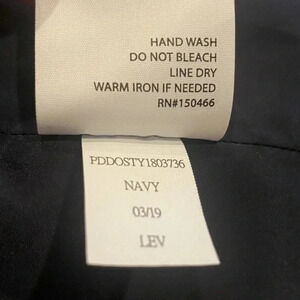 HAND WASH
DO NOT BLEACH
LINE DRY
WARM IRON IF NEEDED
RN#150466
PDDOSTY1803736
NAVY
03/19
LEV